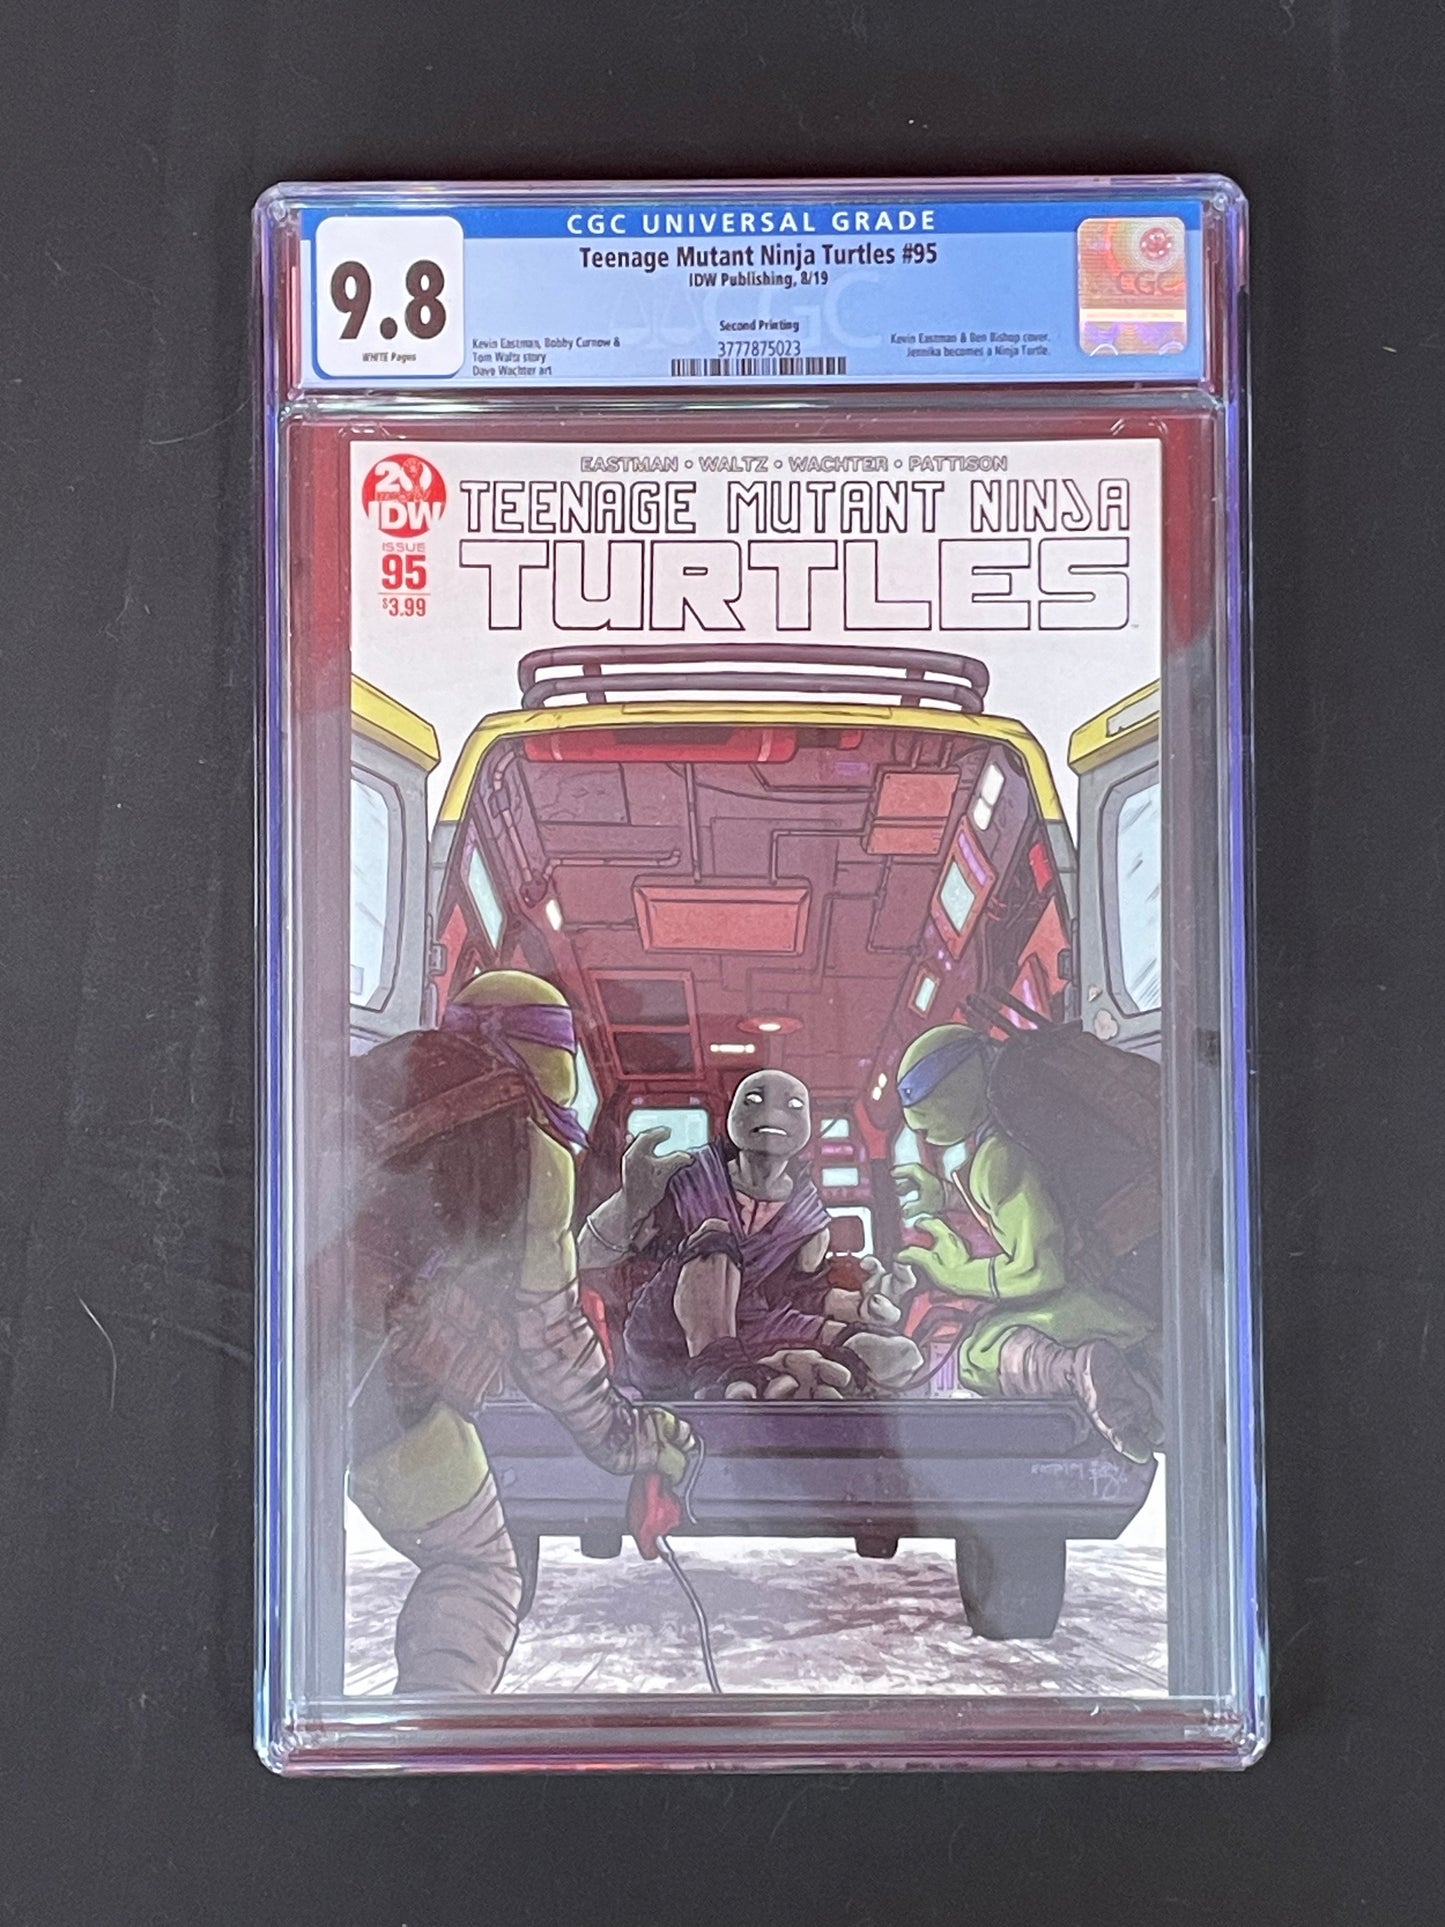 CGC UNIVERSAL GRADE
9.8
WHITE Pages
Teenage Mutant Ninja Turtles #95
IDW Publishing, 8/19
Second Printing
3777875023
Kevin Eastman, Bobby Curnow &
Tom Waltz story
Dave Wachter art
Kevin Eastman & Ben Bishop cover.
Jennika becomes a Ninja Turtle.
CGC
CGC
EASTMAN • WALTZ • WACHTER • PATTISON
20
IDW
ISSUE
95
$3.99
TEENAGE MUTANT NINJA
TURTLES